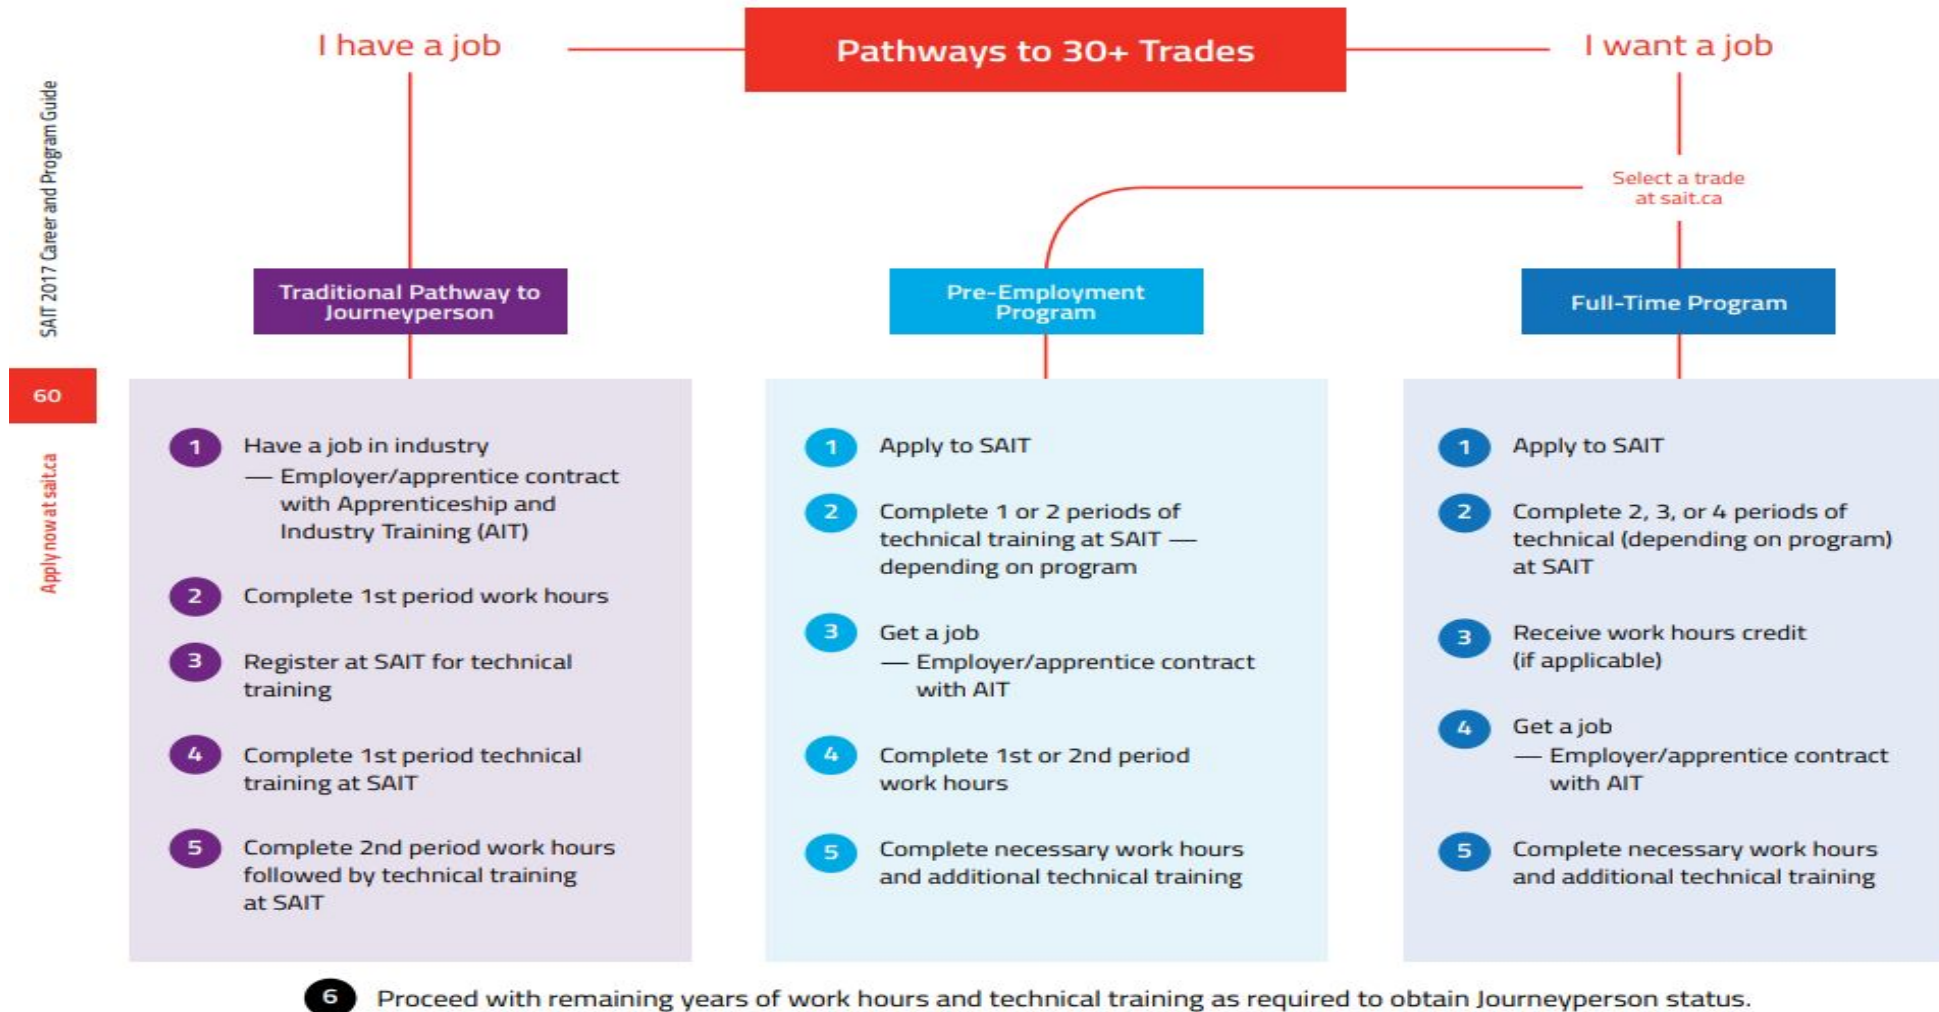 I have a job
Pathways to 30+ Trades
I want a job
Select a trade
at sait.ca
SAIT 2017 Career and Program Guide
60
Apply now at sait.ca
Traditional Pathway to
Journeyperson
1 Have a job in industry
— Employer/apprentice contract
with Apprenticeship and
Industry Training (AIT)
2 Complete 1st period work hours
3 Register at SAIT for technical
training
4 Complete 1st period technical
training at SAIT
5 Complete 2nd period work hours
followed by technical training
at SAIT
Pre-Employment
Program
1 Apply to SAIT
2 Complete 1 or 2 periods of
technical training at SAIT —
depending on program
3 Get a job
— Employer/apprentice contract
with AIT
4 Complete 1st or 2nd period
work hours
5 Complete necessary work hours
and additional technical training
Full-Time Program
1 Apply to SAIT
2 Complete 2, 3, or 4 periods of
technical (depending on program)
at SAIT
3 Receive work hours credit
(if applicable)
4 Get a job
— Employer/apprentice contract
with AIT
5 Complete necessary work hours
and additional technical training
6 Proceed with remaining years of work hours and technical training as required to obtain Journeyperson status.